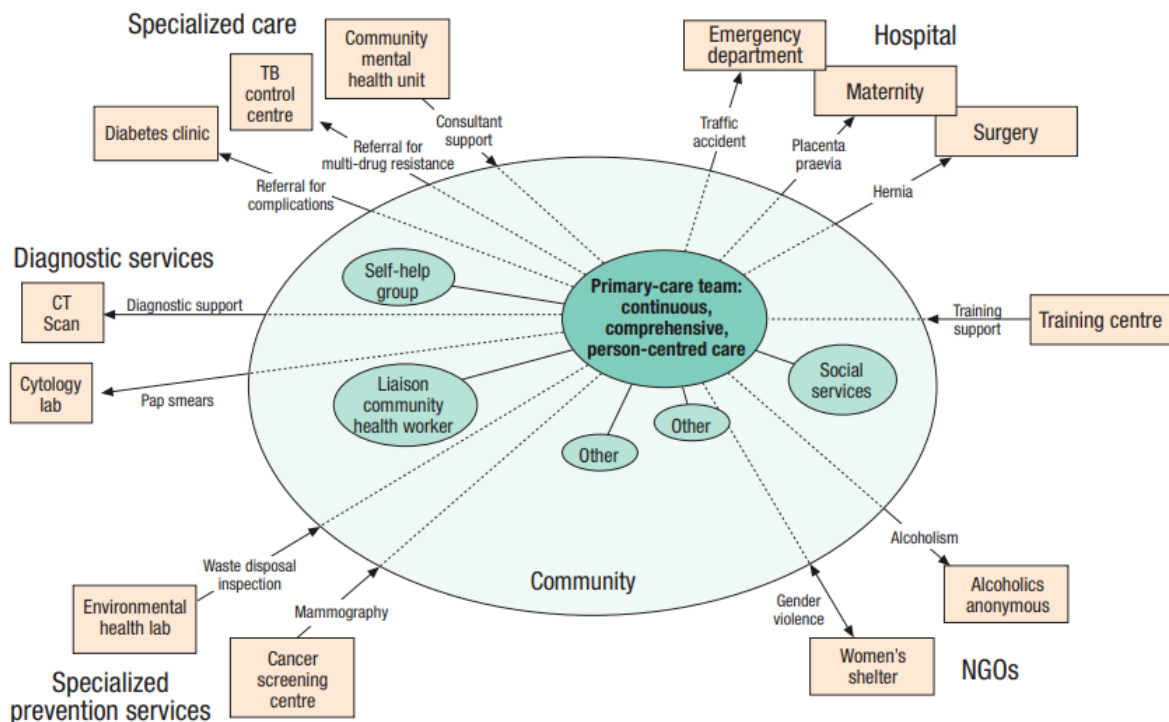 Specialized care
Community
mental
health unit
TB
control
centre
Diabetes clinic
Consultant
support
Referral for
multi-drug resistance
Referral for
complications
Emergency
department
Hospital
Maternity
Surgery
Traffic
accident
Placenta
praevia
Hernia
Diagnostic services
CT
Scan
Diagnostic support
Cytology
lab
Pap smears
Self-help
group
Primary-care team:
continuous,
comprehensive,
person-centred care
Liaison
community
health worker
Other
Other
Social
services
Training
support
Training centre
Community
Waste disposal
inspection
Environmental
health lab
Mammography
Cancer
screening
centre
Specialized
prevention services
Alcoholism
Alcoholics
anonymous
Gender
violence
Women's
shelter
NGOs